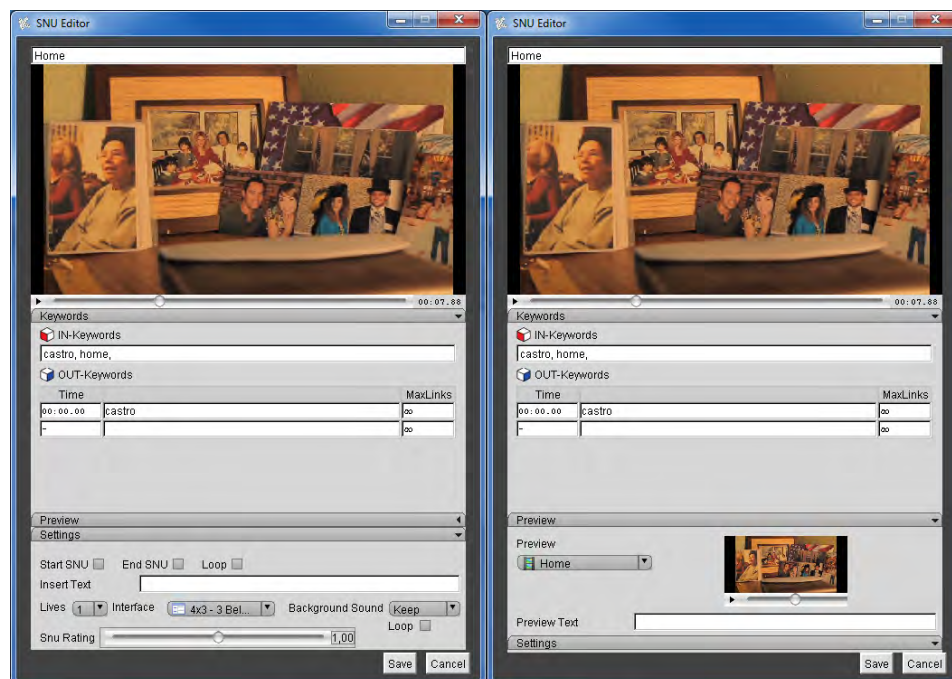 SNU Editor
Home
00:07.88
Keywords
IN-Keywords
castro, home,
OUT-Keywords
Time MaxLinks
00:00.00 castro ∞
- ∞
Preview
Settings
Start SNU End SNU Loop
Insert Text
Lives 1 Interface 4x3 - 3 Bel... Background Sound Keep
Loop
Snu Rating 1,00
Save Cancel
SNU Editor
Home
00:07.88
Keywords
IN-Keywords
castro, home,
OUT-Keywords
Time MaxLinks
00:00.00 castro ∞
- ∞
Preview
Preview
Home
Preview Text
Settings
Save Cancel